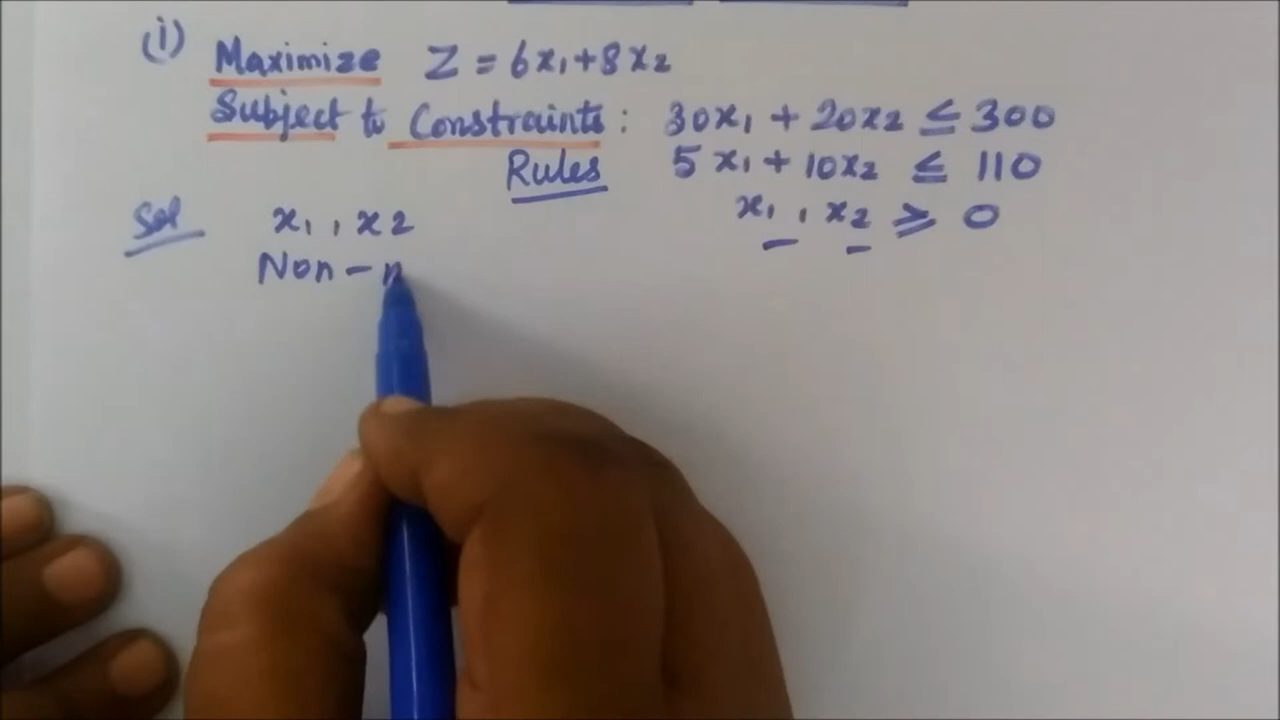 (i) Maximize Z = 6x₁ + 8x₂
Subject to Constraints : 30x₁ + 20x₂ ≤ 300
Rules 5x₁ + 10x₂ ≤ 110
x₁, x₂ ≥ 0
Sol x₁, x₂
Non-n